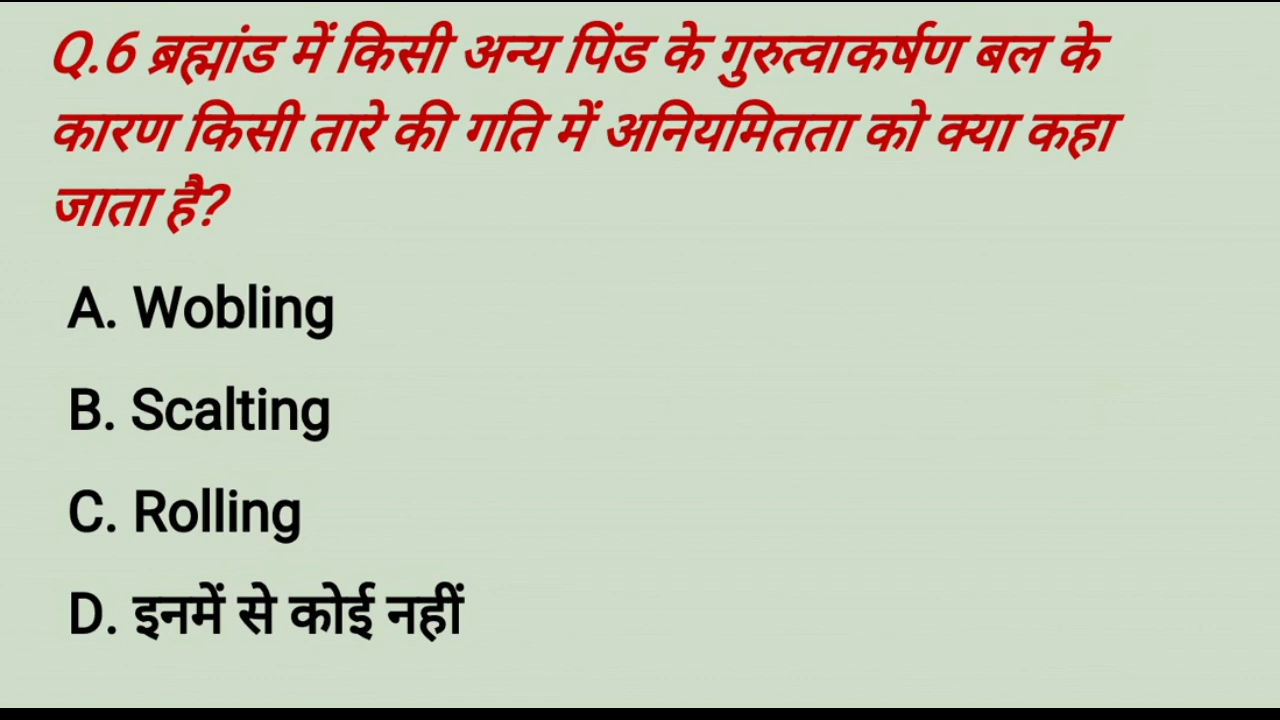 Q.6 ब्रह्मांड में किसी अन्य पिंड के गुरुत्वाकर्षण बल के
कारण किसी तारे की गति में अनियमितता को क्या कहा
जाता है?
A. Wobling
B. Scalting
C. Rolling
D. इनमें से कोई नहीं